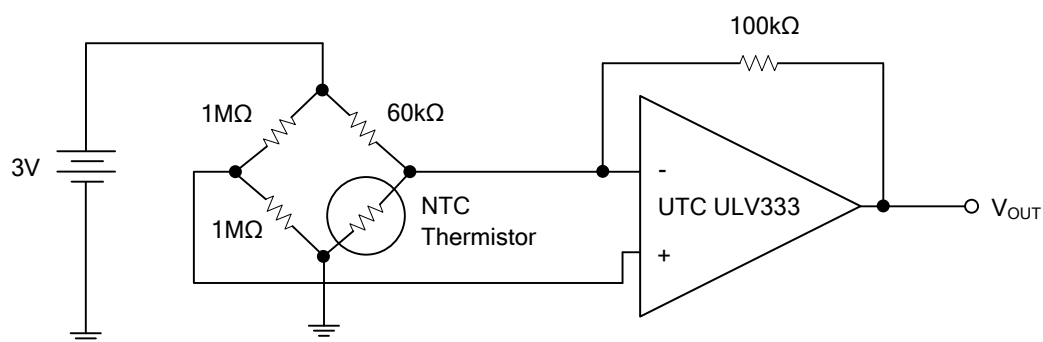 100kΩ
1MΩ
60kΩ
3V
-
UTC ULV333
VOUT
1MΩ
NTC
Thermistor
+